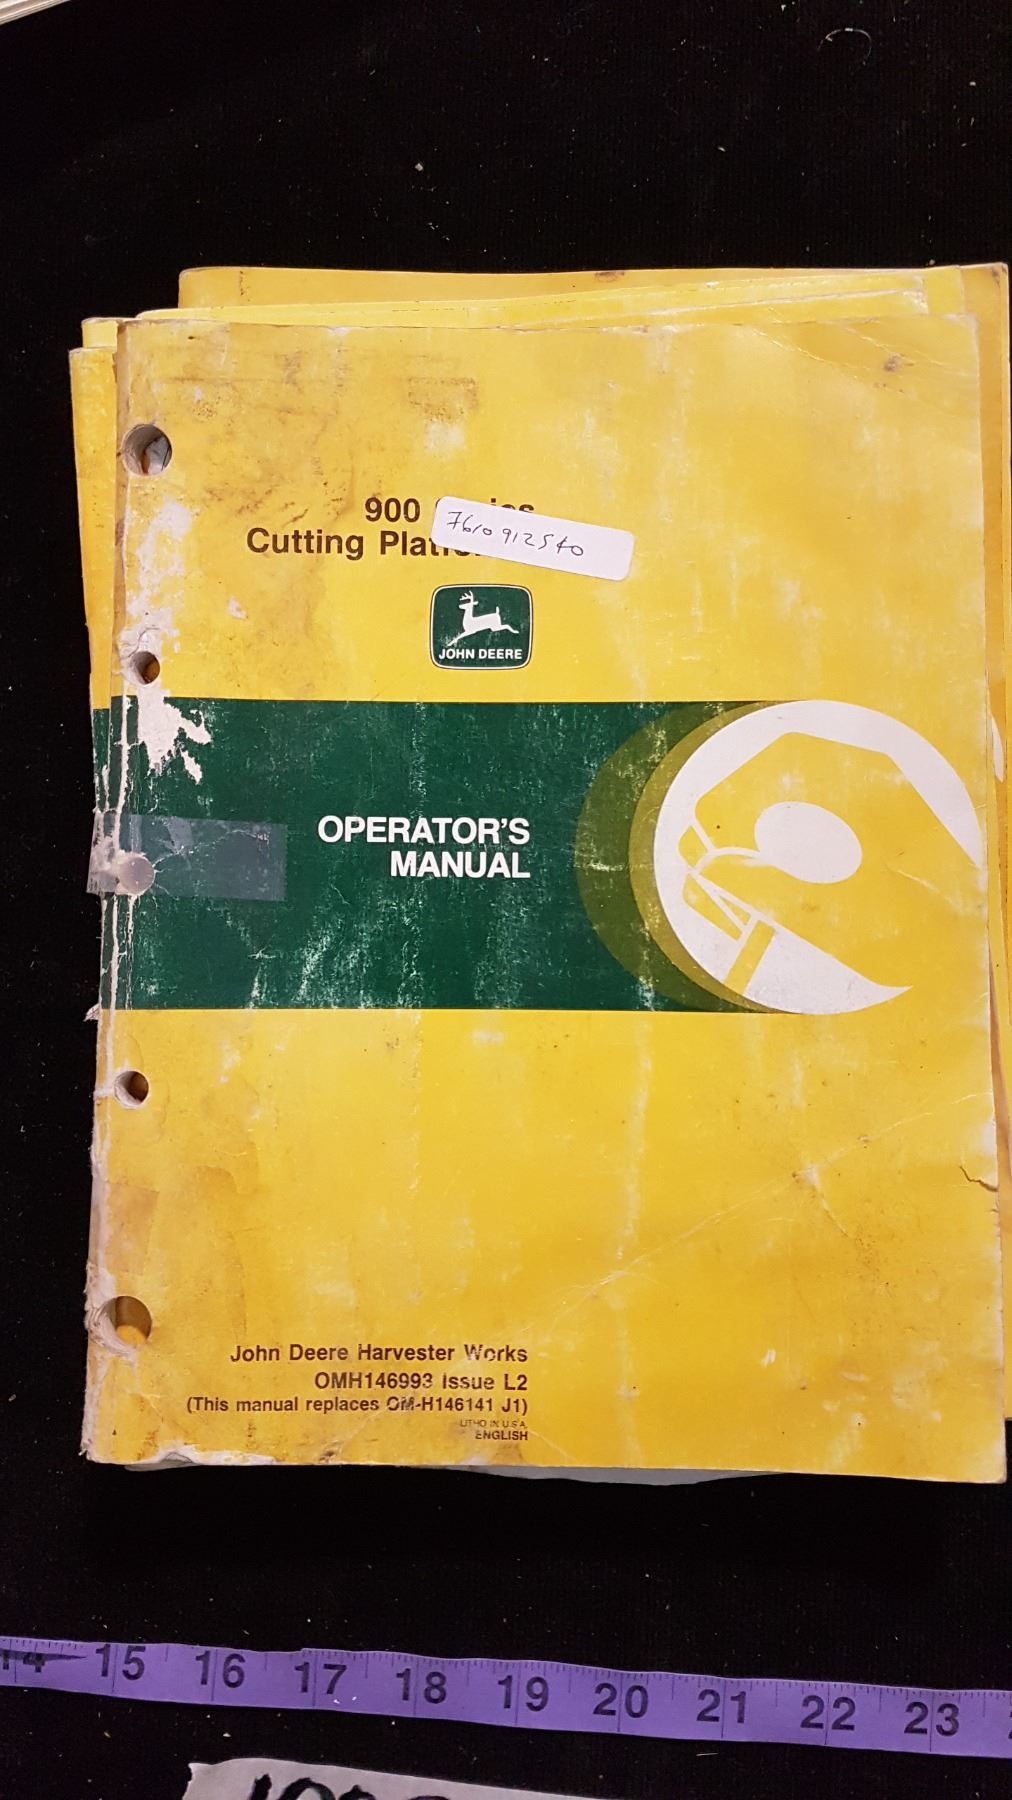 900
Cutting
7610912540
JOHN DEERE
OPERATOR'S
MANUAL
John Deere Harvester Works
OMH146993 Issue L2
(This manual replaces OM-H146141 J1)
LITHO IN U.S.A.
ENGLISH
14 15 16 17 18 19 20 21 22 23